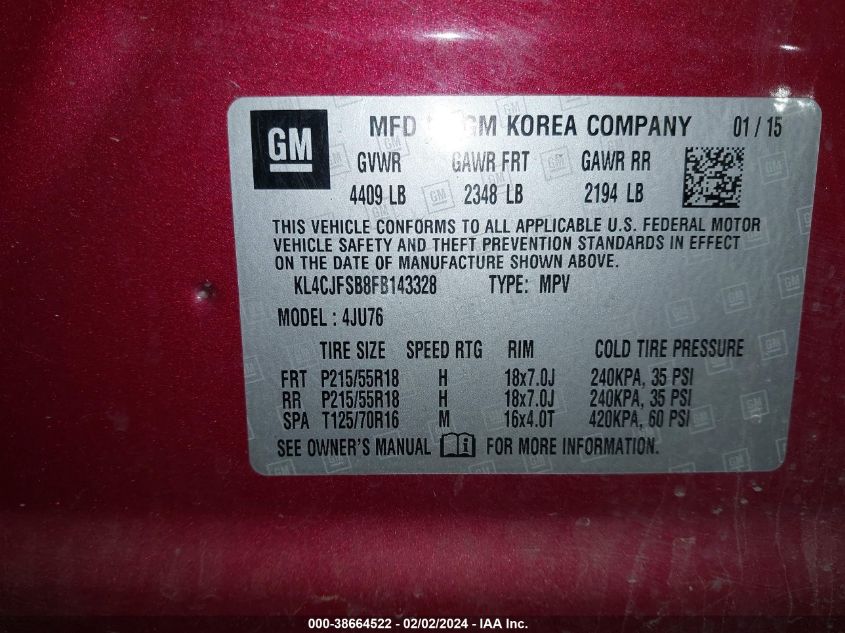 GM MFD GM KOREA COMPANY 01 / 15
GVWR GAWR FRT GAWR RR
4409 LB 2348 LB 2194 LB
THIS VEHICLE CONFORMS TO ALL APPLICABLE U.S. FEDERAL MOTOR
VEHICLE SAFETY AND THEFT PREVENTION STANDARDS IN EFFECT
ON THE DATE OF MANUFACTURE SHOWN ABOVE.
KL4CJFSB8FB143328 TYPE: MPV
MODEL : 4JU76
TIRE SIZE SPEED RTG RIM COLD TIRE PRESSURE
FRT P215/55R18 H 18x7.0J 240KPA, 35 PSI
RR P215/55R18 H 18x7.0J 240KPA, 35 PSI
SPA T125/70R16 M 16x4.0T 420KPA, 60 PSI
SEE OWNER'S MANUAL FOR MORE INFORMATION.
000-38664522 - 02/02/2024 - IAA Inc.